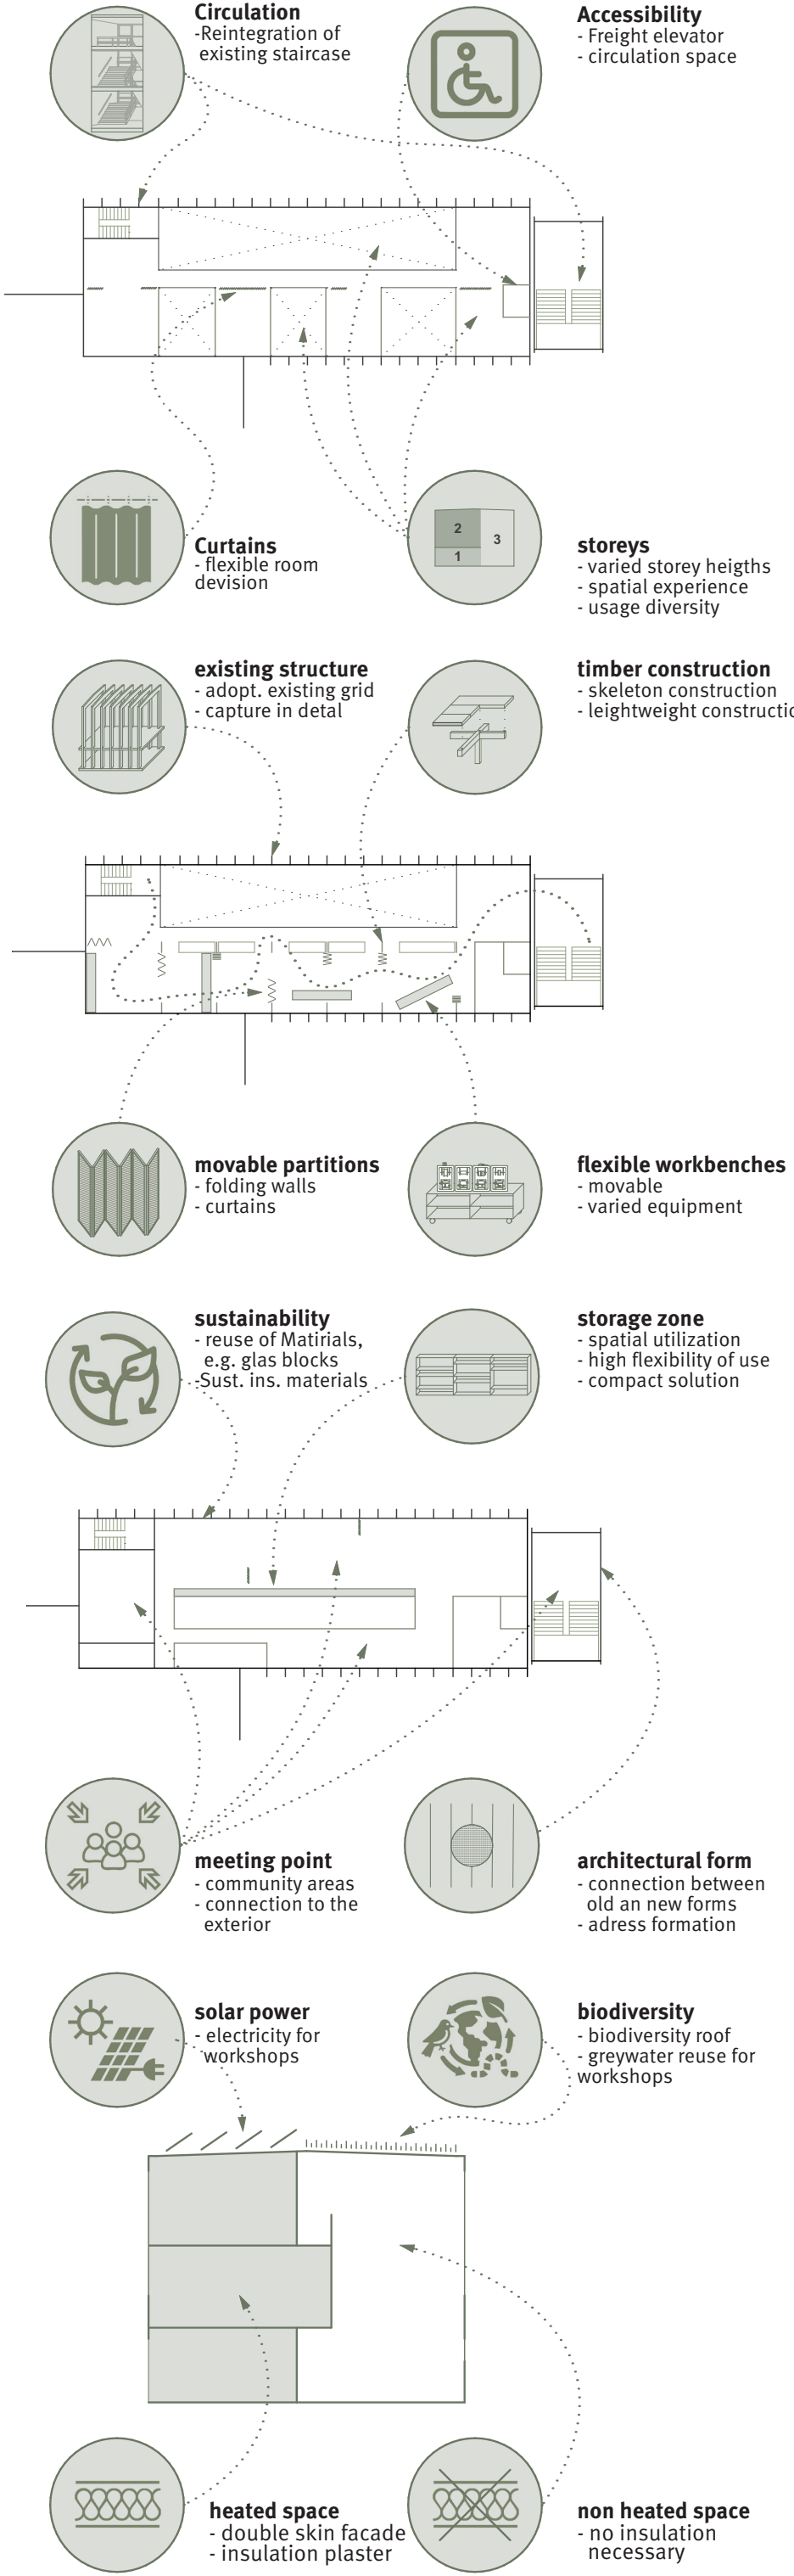 Circulation
-Reintegration of
existing staircase
Accessibility
- Freight elevator
- circulation space
Curtains
- flexible room
devision
2
3
1
storeys
- varied storey heigths
- spatial experience
- usage diversity
existing structure
- adopt. existing grid
- capture in detal
timber construction
- skeleton construction
- leightweight constructio
movable partitions
- folding walls
- curtains
flexible workbenches
- movable
- varied equipment
sustainability
- reuse of Matirials,
e.g. glas blocks
-Sust. ins. materials
storage zone
- spatial utilization
- high flexibility of use
- compact solution
meeting point
- community areas
- connection to the
exterior
architectural form
- connection between
old an new forms
- adress formation
solar power
- electricity for
workshops
biodiversity
- biodiversity roof
- greywater reuse for
workshops
heated space
- double skin facade
- insulation plaster
non heated space
- no insulation
necessary